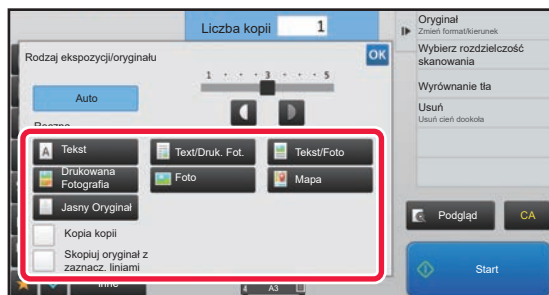 Liczba kopii 1
Rodzaj ekspozycji/oryginału
OK
1 3 5
Auto
Ręczne
A Tekst
Text/Druk. Fot.
Tekst/Foto
Drukowana
Fotografia
Foto
Mapa
Jasny Oryginał
Kopia kopii
Skopiuj oryginał z
zaznacz. liniami
Inne
A3
Oryginał
Zmień format/kierunek
Wybierz rozdzielczość
skanowania
Wyrównanie tła
Usuń
Usuń cień dookoła
Podgląd
CA
Start